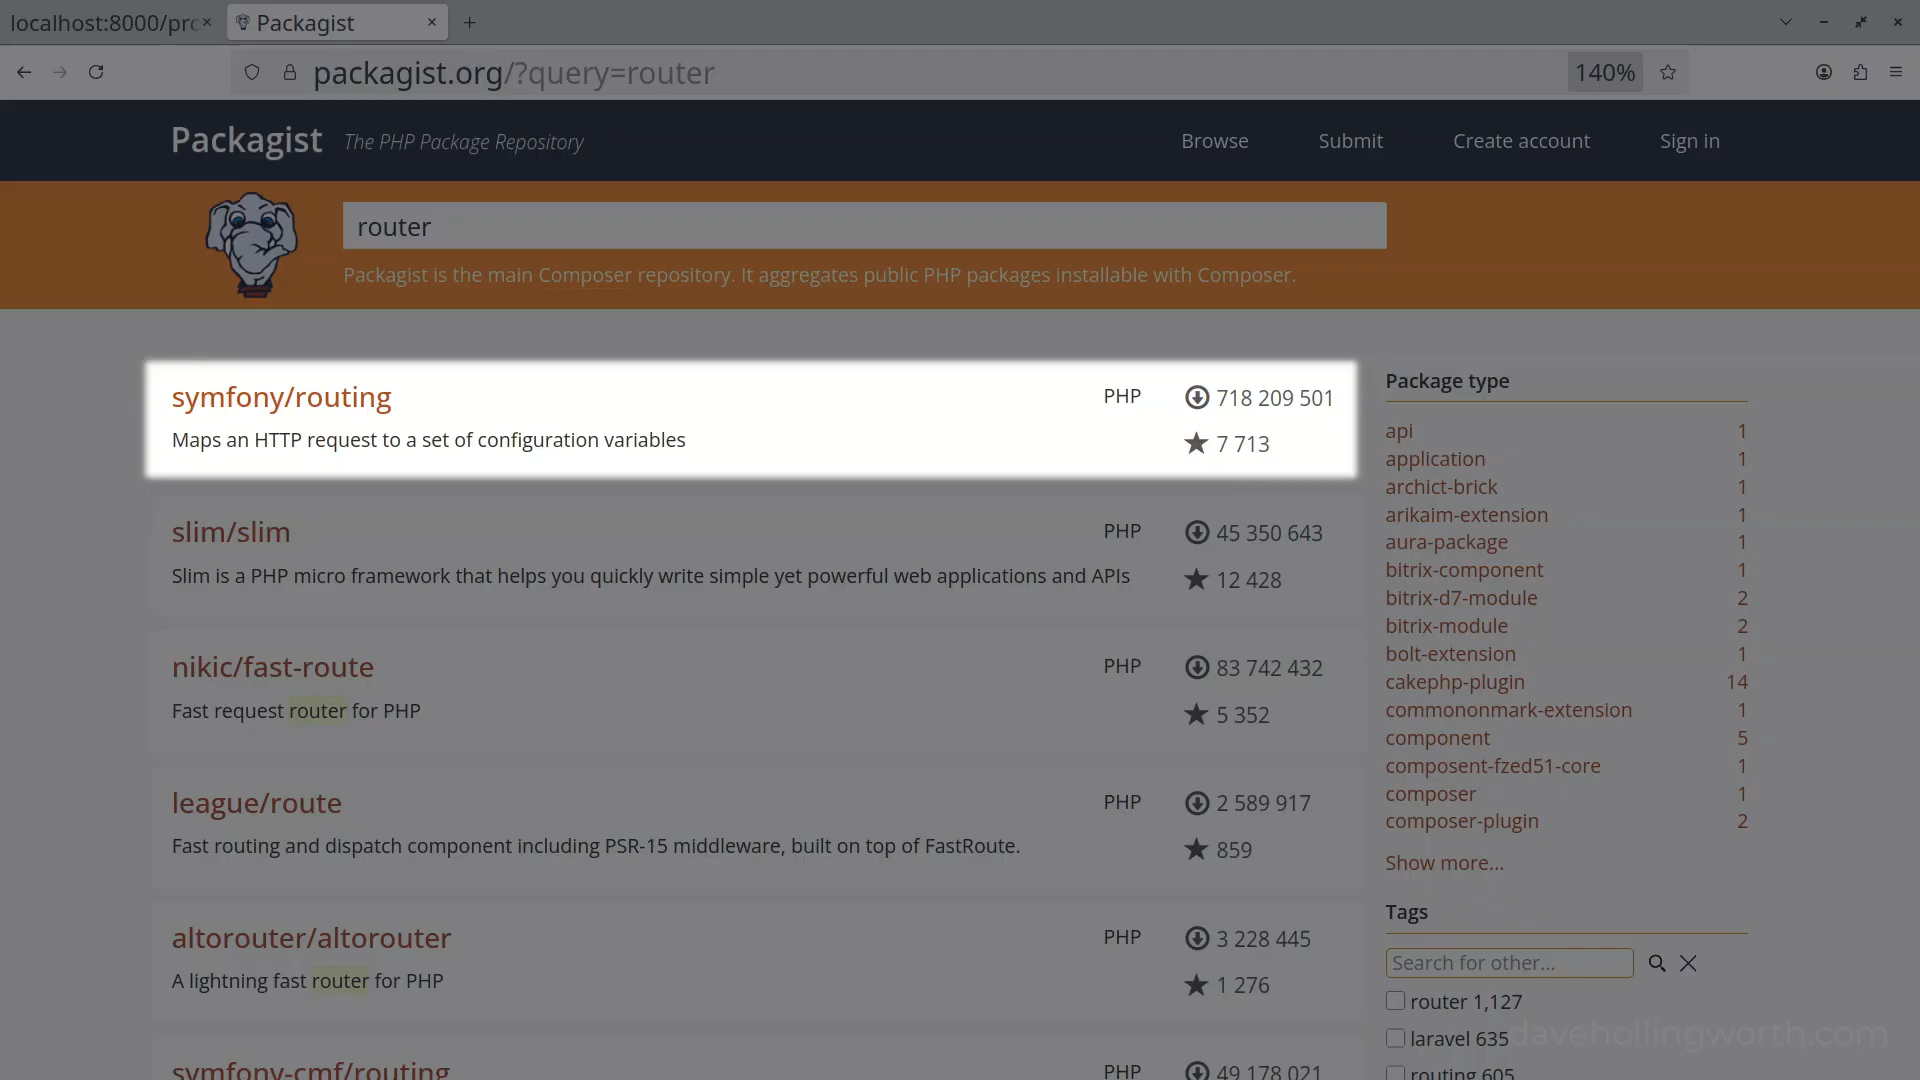 localhost:8000/pro
Packagist
packagist.org/?query=router
140%
Packagist
The PHP Package Repository
Browse
Submit
Create account
Sign in
router
Packagist is the main Composer repository. It aggregates public PHP packages installable with Composer.
symfony/routing
PHP
718 209 501
Maps an HTTP request to a set of configuration variables
7 713
slim/slim
PHP
45 350 643
Slim is a PHP micro framework that helps you quickly write simple yet powerful web applications and APIs
12 428
nikic/fast-route
PHP
83 742 432
Fast request router for PHP
5 352
league/route
PHP
2 589 917
Fast routing and dispatch component including PSR-15 middleware, built on top of FastRoute.
859
altorouter/altorouter
PHP
3 228 445
A lightning fast router for PHP
1 276
symfony-cmf/routing
PHP
49 178 021
Package type
api 1
application 1
archict-brick 1
arikaim-extension 1
aura-package 1
bitrix-component 1
bitrix-d7-module 2
bitrix-module 2
bolt-extension 1
cakephp-plugin 14
commononmark-extension 1
component 5
composent-fzed51-core 1
composer 1
composer-plugin 2
Show more...
Tags
Search for other...
router 1,127
laravel 635
routing 605
davehollingworth.com